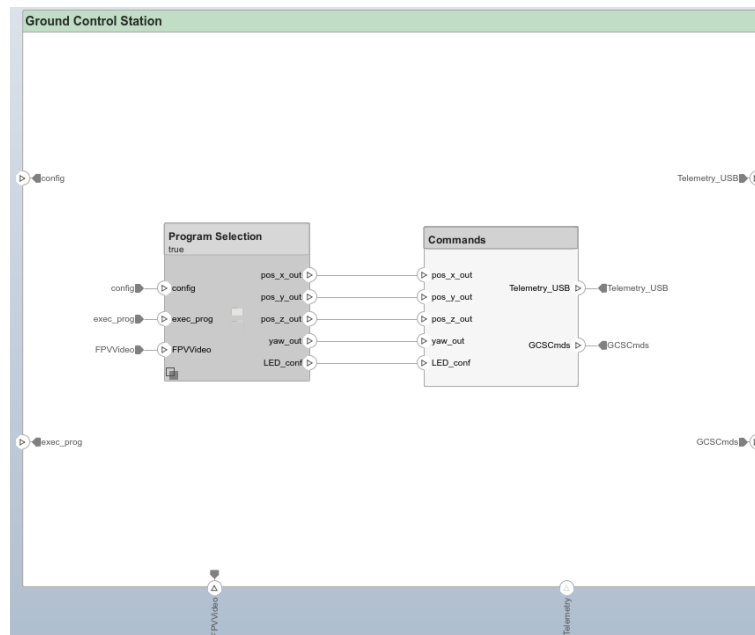 Ground Control Station
config
Telemetry_USB
Program Selection
true
Commands
pos_x_out
pos_x_out
config
config
Telemetry_USB
Telemetry_USB
pos_y_out
pos_y_out
exec_prog
exec_prog
pos_z_out
pos_z_out
FPVVideo
FPVVideo
yaw_out
yaw_out
GCSCmds
GCSCmds
LED_conf
LED_conf
exec_prog
GCSCmds
FPVVideo
Telemetry